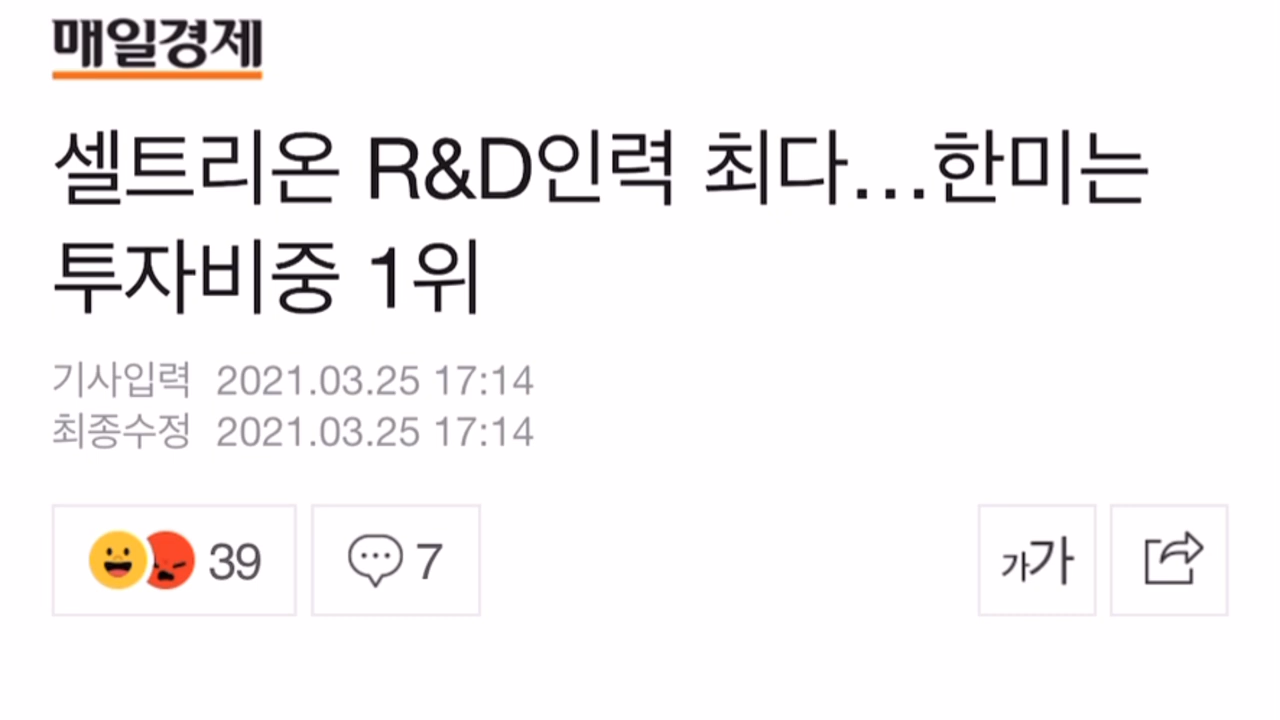 매일경제
셀트리온 R&D인력 최다...한미는
투자비중 1위
기사입력 2021.03.25 17:14
최종수정 2021.03.25 17:14
39 7 가가